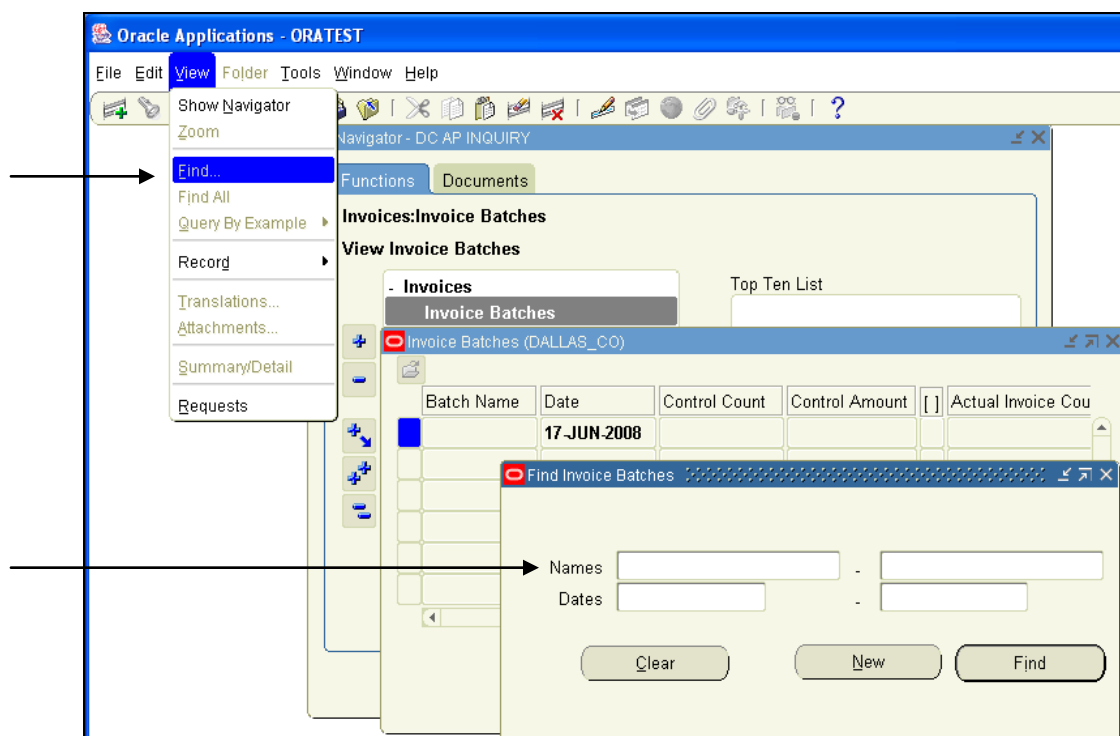 Oracle Applications - ORATEST
File Edit View Folder Tools Window Help
Show Navigator
Zoom
Find...
Find All
Query By Example
Record
Translations...
Attachments...
Summary/Detail
Requests
Navigator - DC AP INQUIRY
Functions Documents
Invoices:Invoice Batches
View Invoice Batches
- Invoices
Invoice Batches
Top Ten List
Invoice Batches (DALLAS_CO)
Batch Name Date Control Count Control Amount [ ] Actual Invoice Cou
17-JUN-2008
Find Invoice Batches
Names -
Dates -
Clear New Find